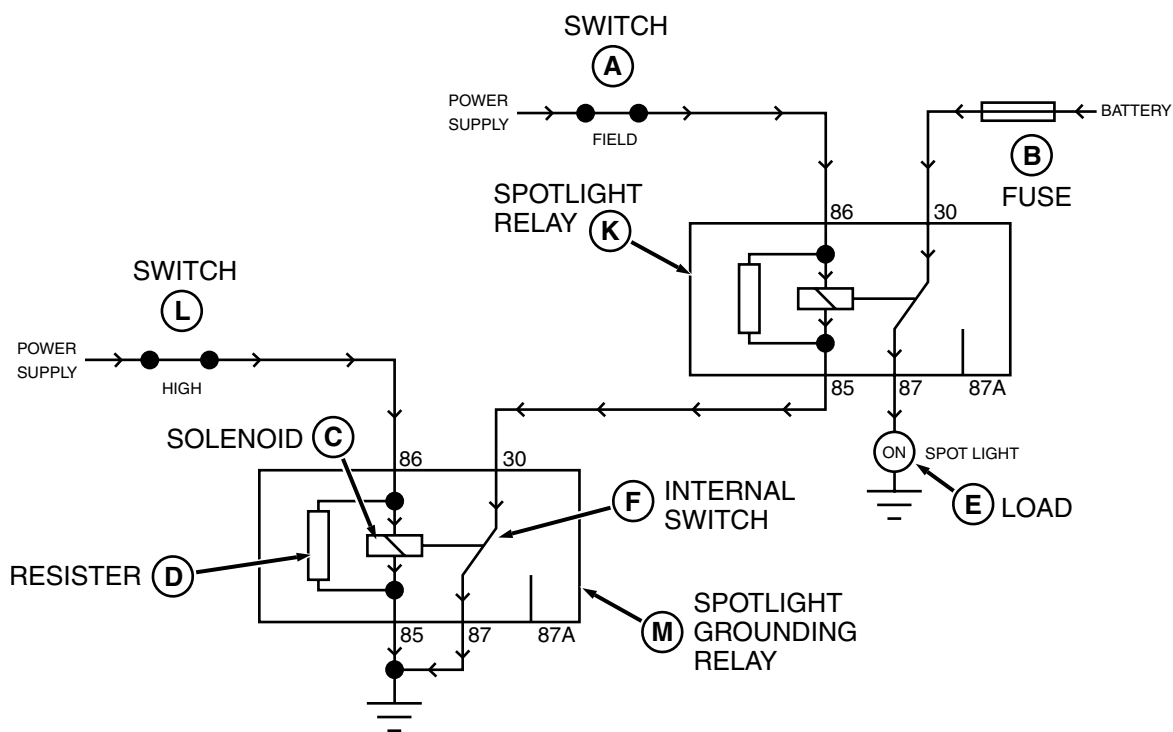 SWITCH
A
POWER
SUPPLY
FIELD
BATTERY
B
FUSE
SPOTLIGHT
RELAY K
86 30
85 87 87A
SWITCH
L
POWER
SUPPLY
HIGH
SOLENOID C
86 30
ON SPOT LIGHT
E LOAD
F INTERNAL
SWITCH
RESISTER D
M SPOTLIGHT
GROUNDING
RELAY
85 87 87A